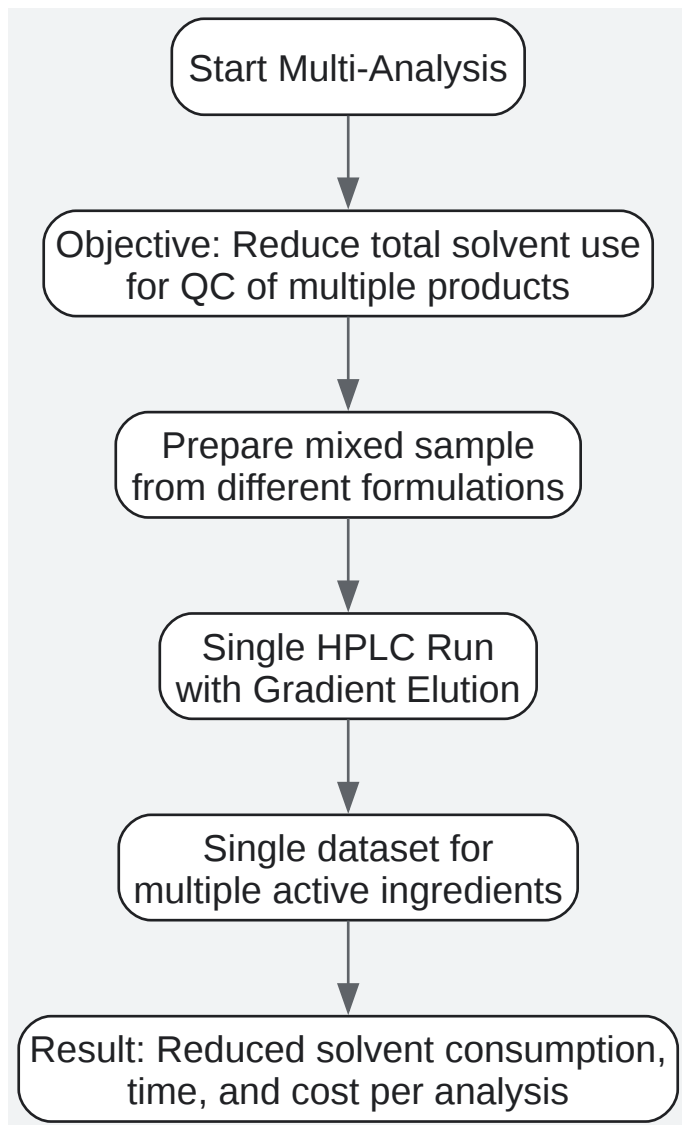 Start Multi-Analysis
Objective: Reduce total solvent use
for QC of multiple products
Prepare mixed sample
from different formulations
Single HPLC Run
with Gradient Elution
Single dataset for
multiple active ingredients
Result: Reduced solvent consumption,
time, and cost per analysis